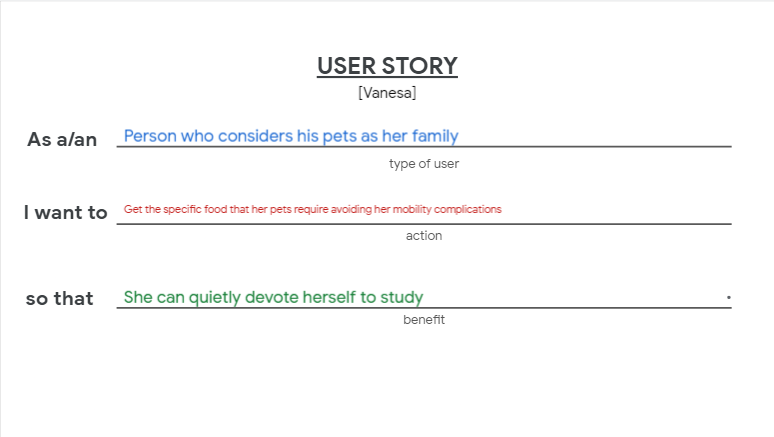 USER STORY
[Vanesa]
As a/an Person who considers his pets as her family
type of user
I want to Get the specific food that her pets require avoiding her mobility complications
action
so that She can quietly devote herself to study .
benefit